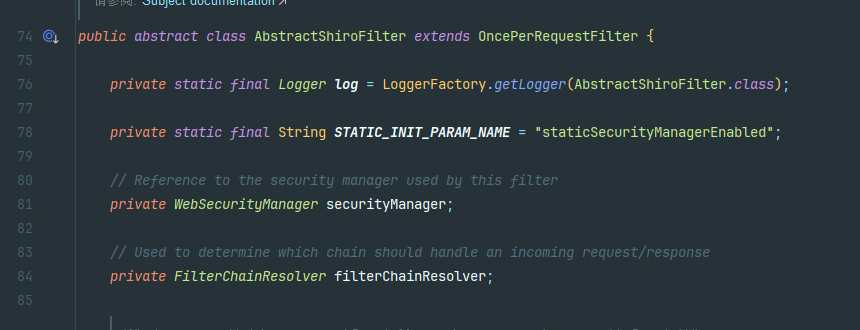 请参阅: Subject documentation↗
74 public abstract class AbstractShiroFilter extends OncePerRequestFilter {
75
76 private static final Logger log = LoggerFactory.getLogger(AbstractShiroFilter.class);
77
78 private static final String STATIC_INIT_PARAM_NAME = "staticSecurityManagerEnabled";
79
80 // Reference to the security manager used by this filter
81 private WebSecurityManager securityManager;
82
83 // Used to determine which chain should handle an incoming request/response
84 private FilterChainResolver filterChainResolver;
85